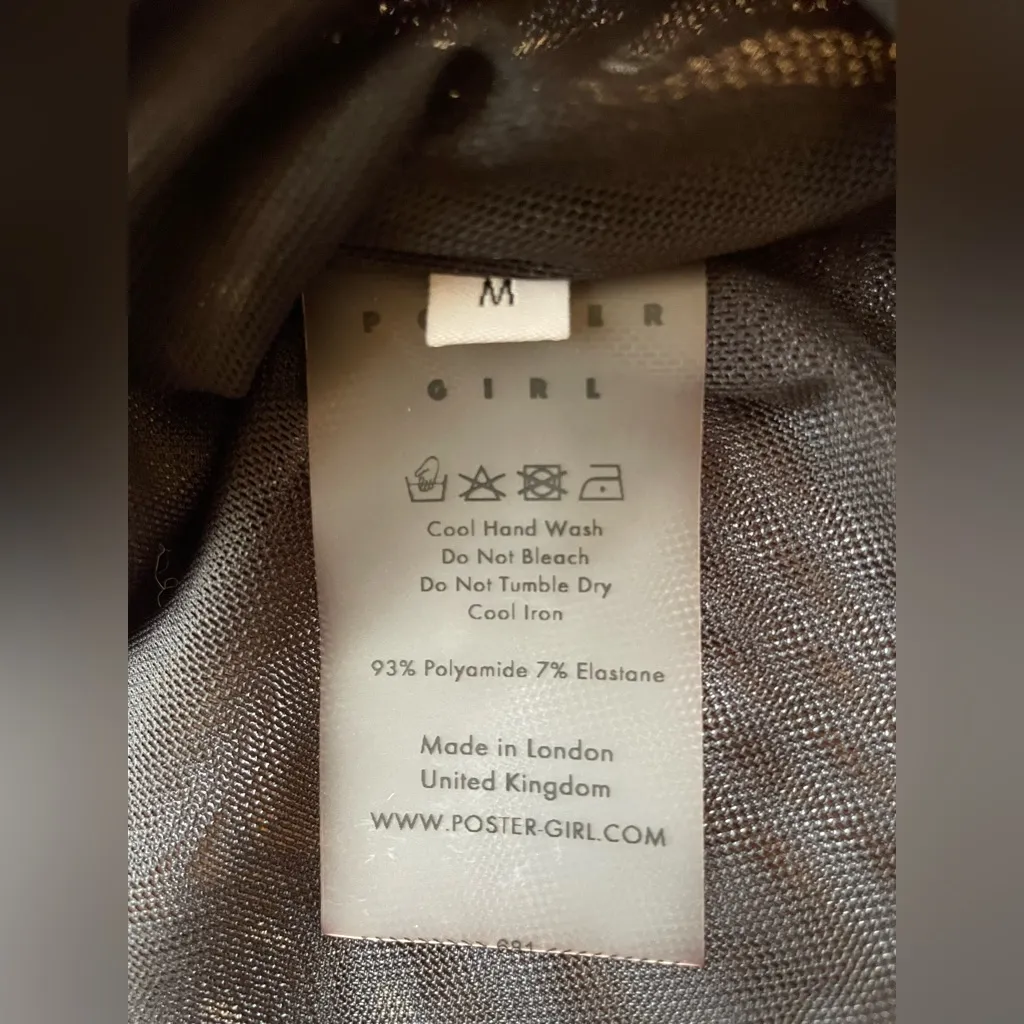 M
GIRL
Cool Hand Wash
Do Not Bleach
Do Not Tumble Dry
Cool Iron
93% Polyamide 7% Elastane
Made in London
United Kingdom
WWW.POSTER-GIRL.COM